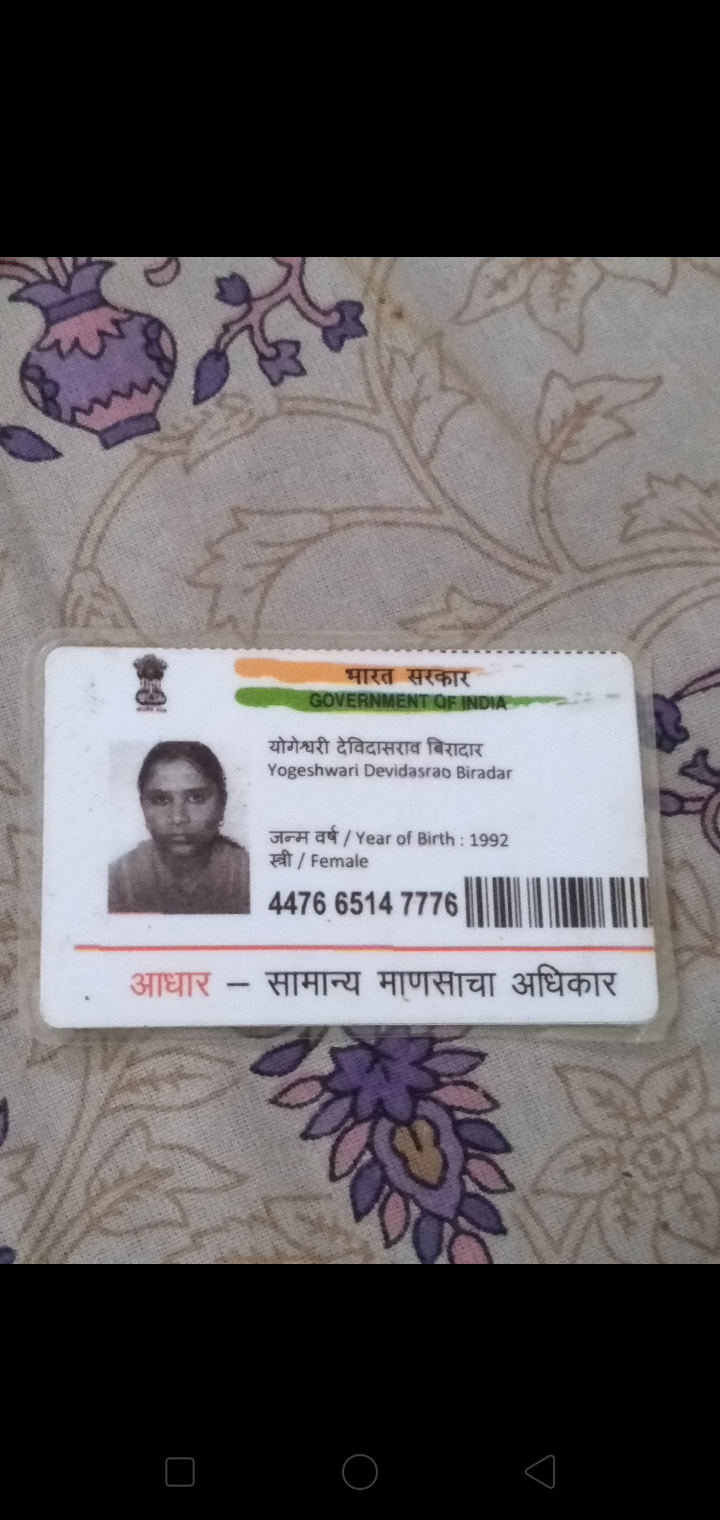 भारत सरकार
GOVERNMENT OF INDIA
योगेश्वरी देविदासराव बिरादार
Yogeshwari Devidasrao Biradar
जन्म वर्ष / Year of Birth : 1992
स्त्री / Female
4476 6514 7776
आधार – सामान्य माणसाचा अधिकार